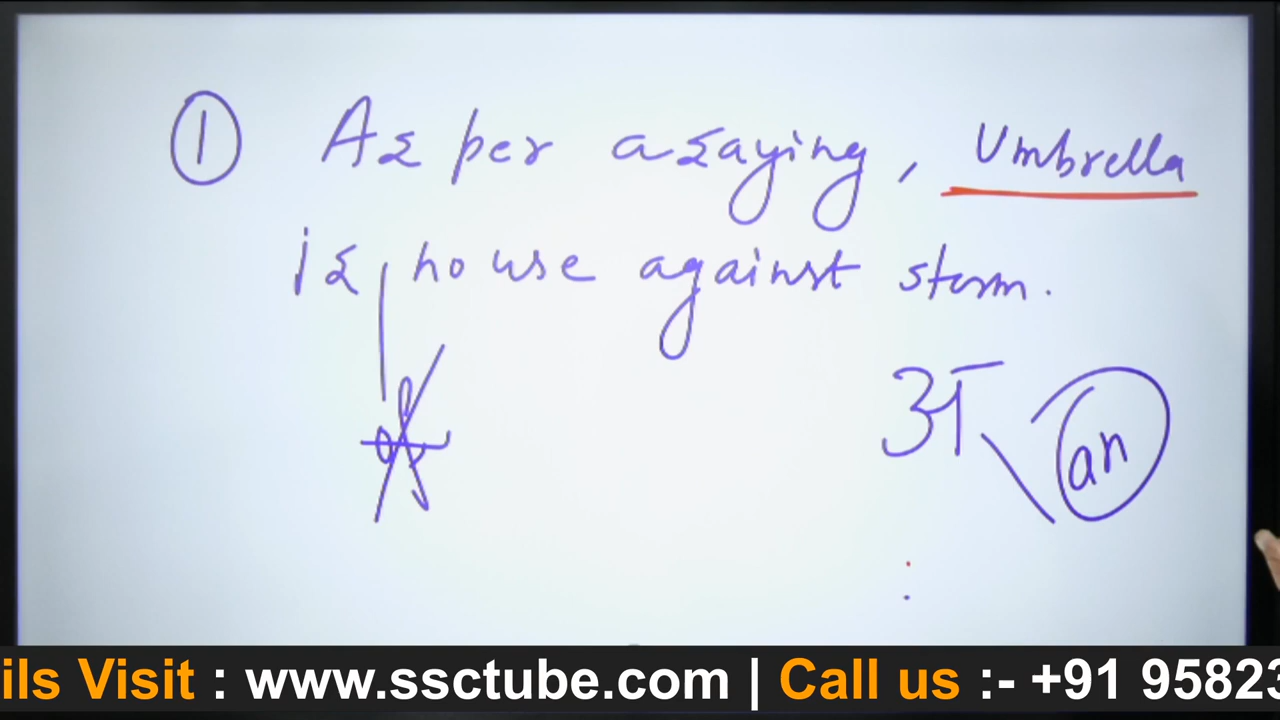 ① As per a saying, Umbrella
is house against storm.
अ an
ils Visit : www.ssctube.com | Call us :- +91 95823